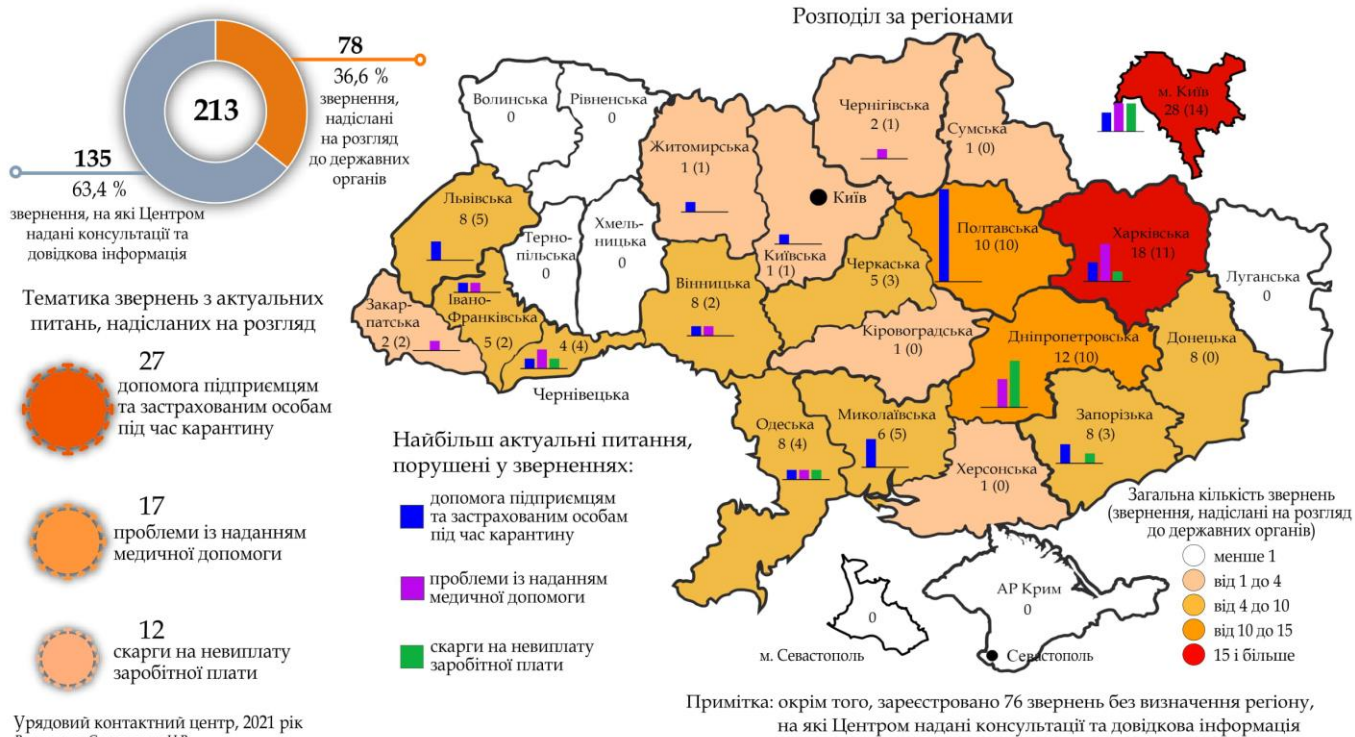 213
78
36,6 %
звернення,
надіслані
на розгляд
до державних
органів
135
63,4 %
звернення, на які Центром
надані консультації та
довідкова інформація
Тематика звернень з актуальних
питань, надісланих на розгляд
27
допомога підприємцям
та застрахованим особам
під час карантину
17
проблеми із наданням
медичної допомоги
12
скарги на невиплату
заробітної плати
Урядовий контактний центр, 2021 рік
Розподіл за регіонами
Волинська
0
Рівненська
0
Житомирська
1 (1)
Чернігівська
2 (1)
Сумська
1 (0)
м. Київ
28 (14)
Київ
Київська
1 (1)
Львівська
8 (5)
Терно-
пільська
0
Хмель-
ницька
0
Полтавська
10 (10)
Харківська
18 (11)
Луганська
0
Черкаська
5 (3)
Вінницька
8 (2)
Закар-
патська
2 (2)
Івано-
Франківська
5 (2)
4 (4)
Чернівецька
Кіровоградська
1 (0)
Дніпропетровська
12 (10)
Донецька
8 (0)
Одеська
8 (4)
Миколаївська
6 (5)
Запорізька
8 (3)
Херсонська
1 (0)
АР Крим
0
Севастополь
0
м. Севастополь
Найбільш актуальні питання,
порушені у зверненнях:
допомога підприємцям
та застрахованим особам
під час карантину
проблеми із наданням
медичної допомоги
скарги на невиплату
заробітної плати
Загальна кількість звернень
(звернення, надіслані на розгляд
до державних органів)
менше 1
від 1 до 4
від 4 до 10
від 10 до 15
15 і більше
Примітка: окрім того, зареєстровано 76 звернень без визначення регіону,
на які Центром надані консультації та довідкова інформація